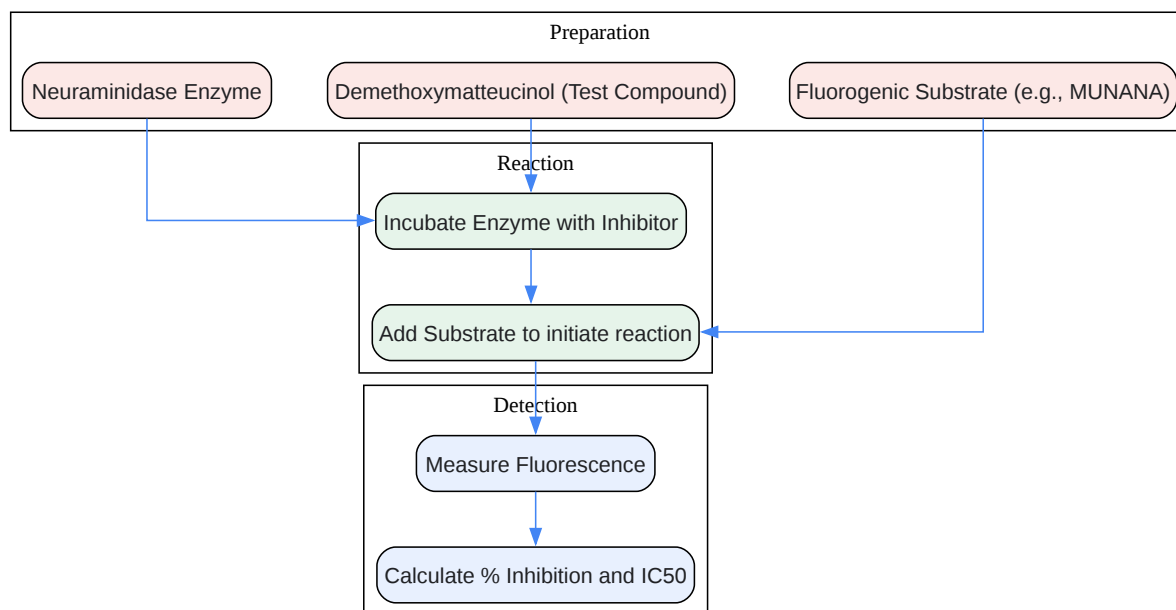 Preparation
Neuraminidase Enzyme
Demethoxymatteucinol (Test Compound)
Fluorogenic Substrate (e.g., MUNANA)
Reaction
Incubate Enzyme with Inhibitor
Add Substrate to initiate reaction
Detection
Measure Fluorescence
Calculate % Inhibition and IC50